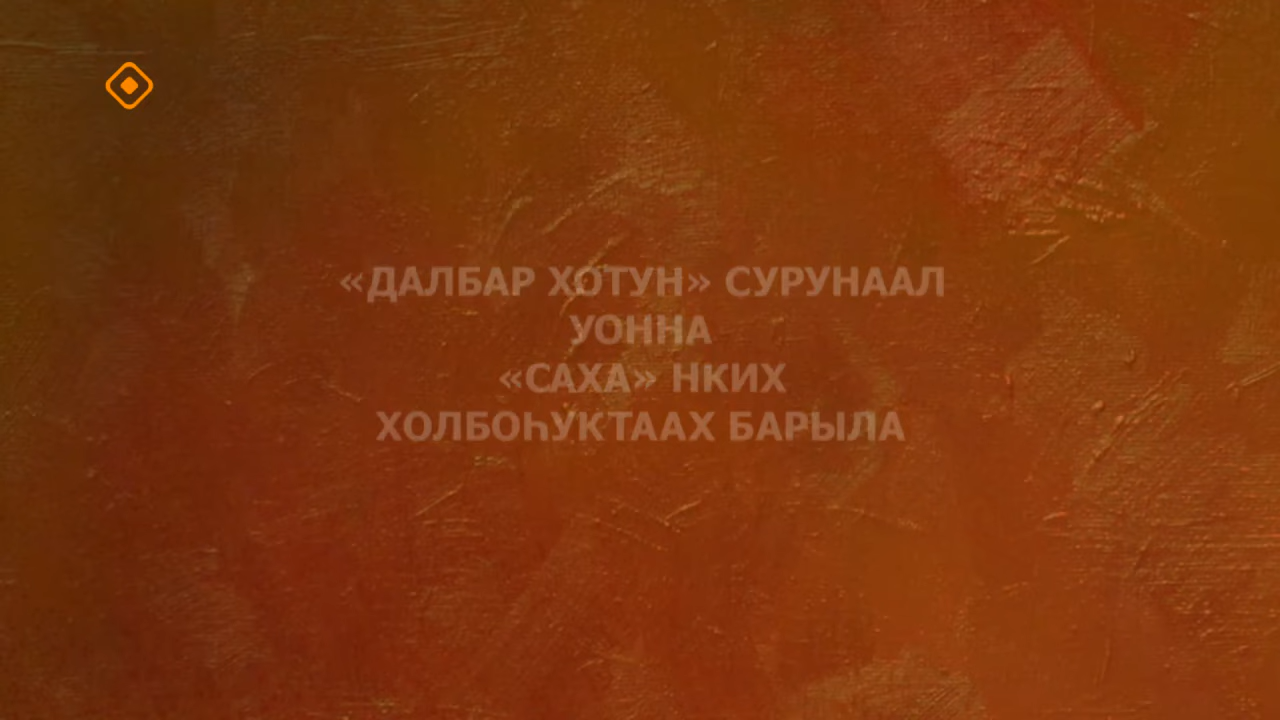 «ДАЛБАР ХОТУН» СУРУНААЛ
УОННА
«САХА» НКИХ
ХОЛБОҺУКТААХ БАРЫЛА